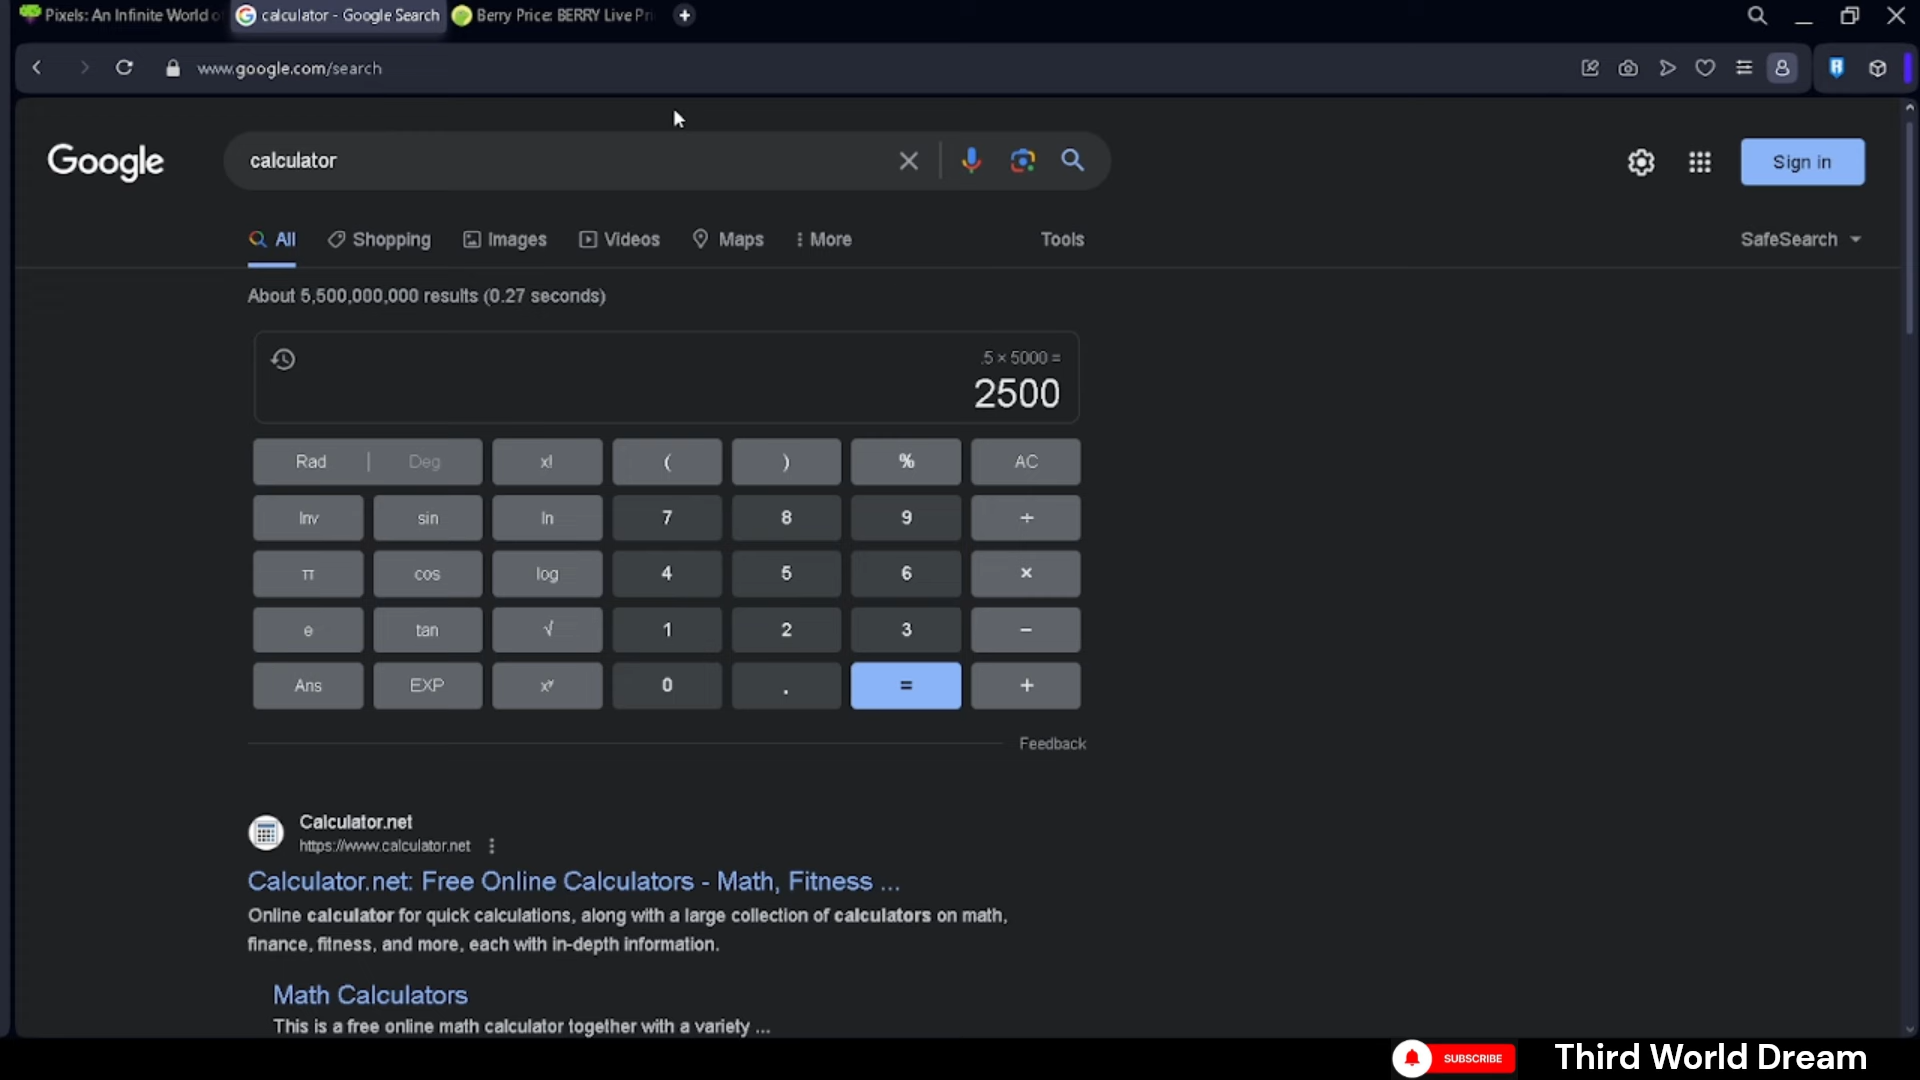 Pixels: An Infinite World o
calculator - Google Search
Berry Price: BERRY Live Pri
www.google.com/search
Google
calculator
Sign in
All
Shopping
Images
Videos
Maps
More
Tools
SafeSearch
About 5,500,000,000 results (0.27 seconds)
.5 × 5000 =
2500
Rad | Deg x! ( ) % AC
Inv sin ln 7 8 9 ÷
π cos log 4 5 6 ×
e tan √ 1 2 3 −
Ans EXP xʸ 0 . = +
Feedback
Calculator.net
https://www.calculator.net
Calculator.net: Free Online Calculators - Math, Fitness ...
Online calculator for quick calculations, along with a large collection of calculators on math,
finance, fitness, and more, each with in-depth information.
Math Calculators
This is a free online math calculator together with a variety ...
SUBSCRIBE
Third World Dream